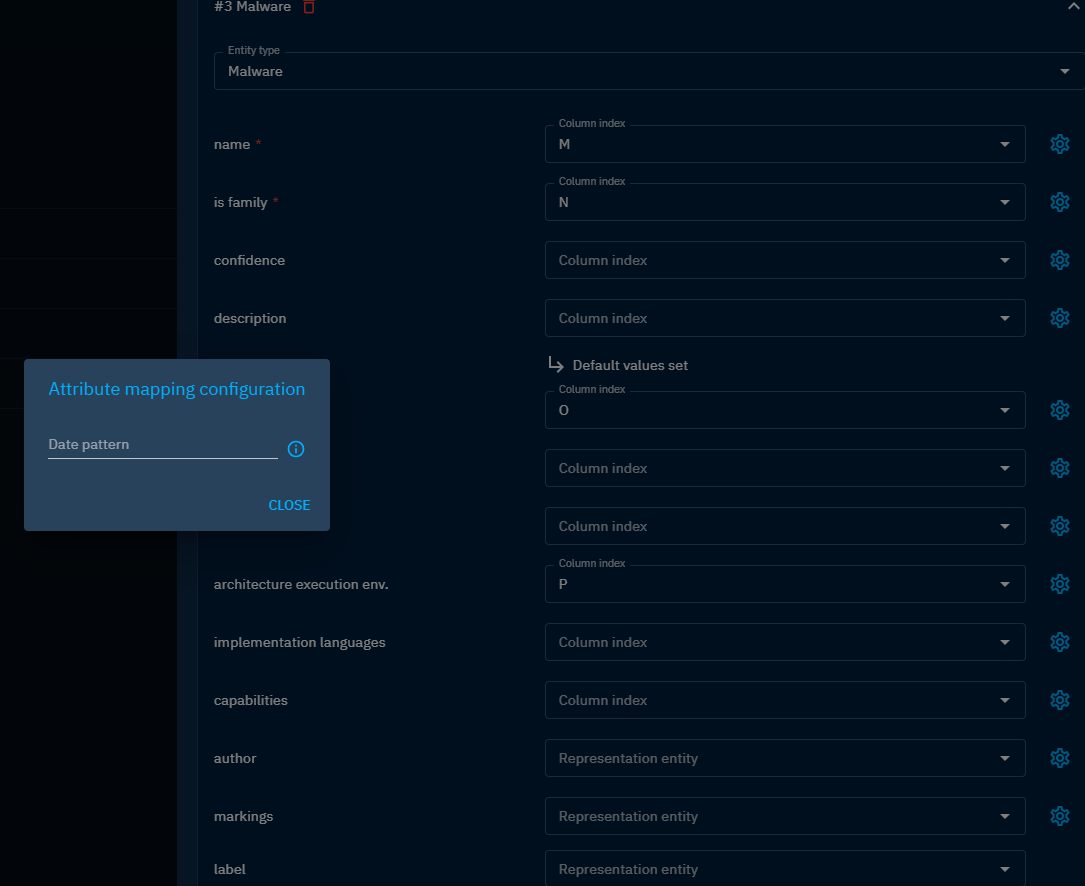 #3 Malware
Entity type
Malware
name *
Column index
M
is family *
Column index
N
confidence
Column index
description
Column index
Default values set
Column index
O
Column index
Column index
Attribute mapping configuration
Date pattern
CLOSE
architecture execution env.
Column index
P
implementation languages
Column index
capabilities
Column index
author
Representation entity
markings
Representation entity
label
Representation entity